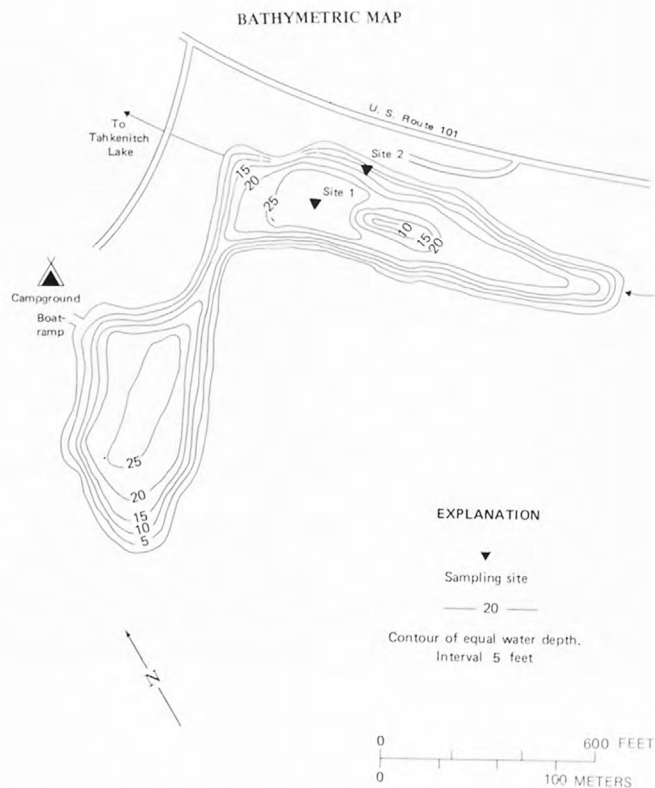 BATHYMETRIC MAP
U. S. Route 101
To
Tahkenitch
Lake
Site 2
15
20
25
Site 1
10
15
20
Campground
Boat-
ramp
25
20
15
10
5
EXPLANATION
Sampling site
20
Contour of equal water depth.
Interval 5 feet
N
0
600 FEET
0
100 METERS